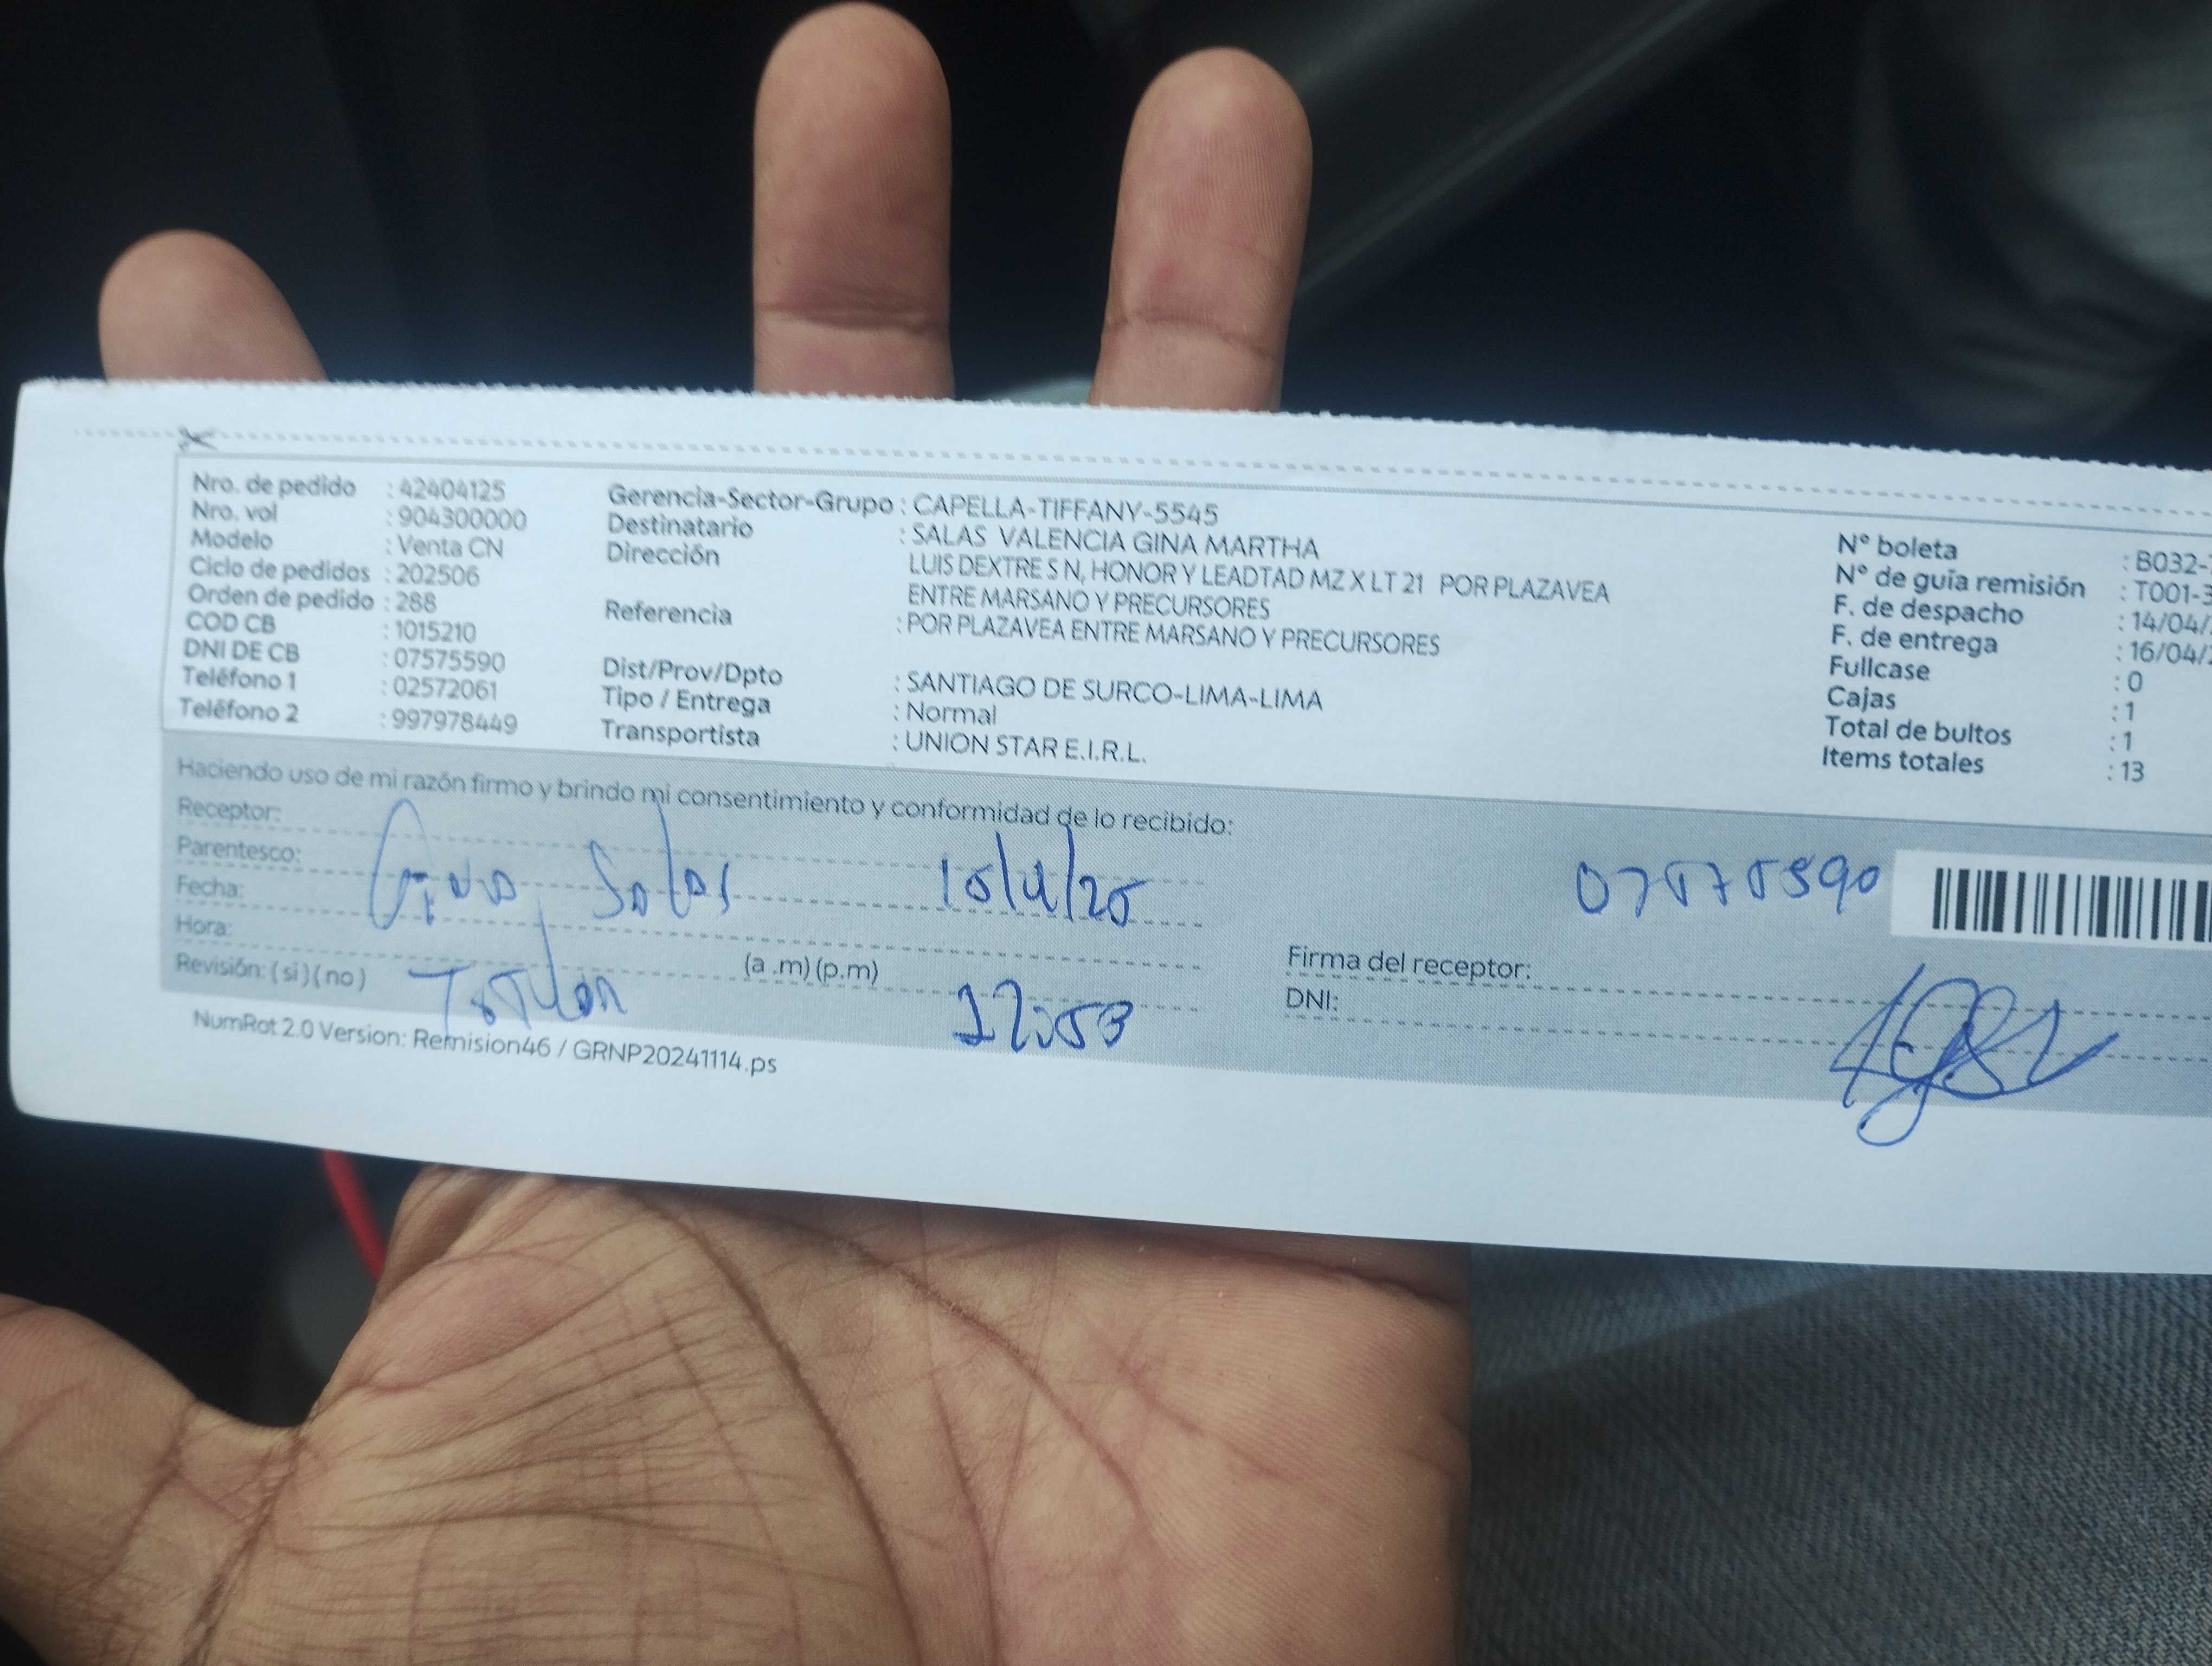 Nro. de pedido : 42404125
Nro. vol : 904300000
Modelo : Venta CN
Ciclo de pedidos : 202506
Orden de pedido : 288
COD CB : 1015210
DNI DE CB : 07575590
Teléfono 1 : 02572061
Teléfono 2 : 997978449
Gerencia-Sector-Grupo : CAPELLA-TIFFANY-5545
Destinatario : SALAS VALENCIA GINA MARTHA
Dirección LUIS DEXTRE S N, HONOR Y LEADTAD MZ X LT 21 POR PLAZAVEA
ENTRE MARSANO Y PRECURSORES
Referencia : POR PLAZAVEA ENTRE MARSANO Y PRECURSORES
Dist/Prov/Dpto : SANTIAGO DE SURCO-LIMA-LIMA
Tipo / Entrega : Normal
Transportista : UNION STAR E.I.R.L.
N° boleta : B032-
N° de guía remisión : T001-3
F. de despacho : 14/04/
F. de entrega : 16/04/2
Fullcase : 0
Cajas : 1
Total de bultos : 1
Items totales : 13
Haciendo uso de mi razón firmo y brindo mi consentimiento y conformidad de lo recibido:
Receptor:
Parentesco: Gina Salas 15/4/25 07575590
Fecha:
Hora: (a .m) (p.m)
Revisión: ( si ) ( no ) Titular
Firma del receptor:
DNI:
NumRot 2.0 Version: Remision46 / GRNP20241114.ps